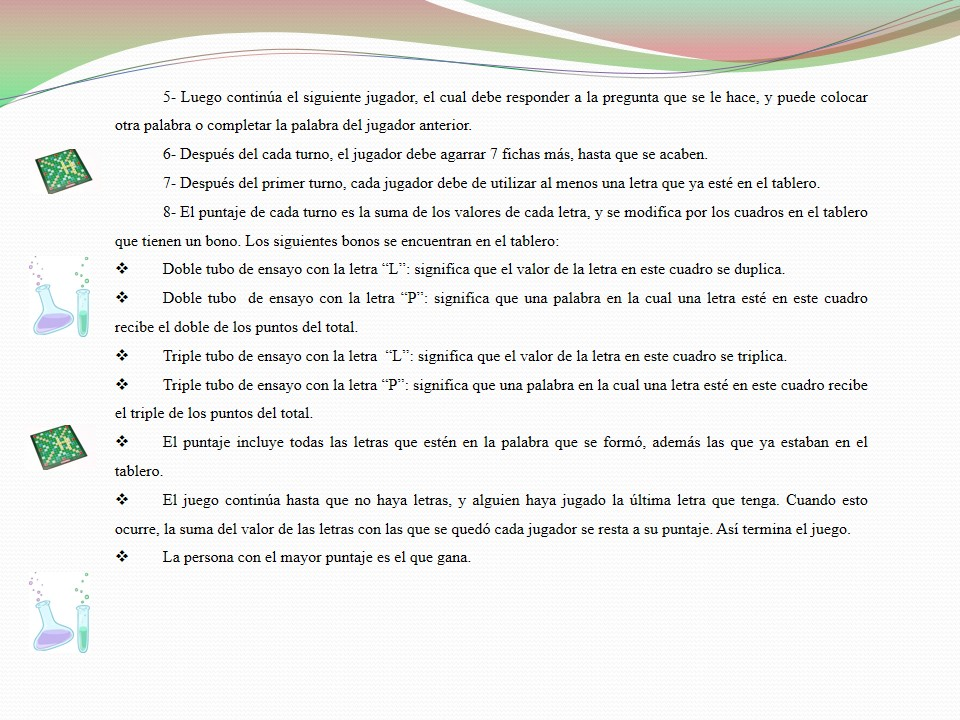 5- Luego continúa el siguiente jugador, el cual debe responder a la pregunta que se le hace, y puede colocar
otra palabra o completar la palabra del jugador anterior.
6- Después del cada turno, el jugador debe agarrar 7 fichas más, hasta que se acaben.
7- Después del primer turno, cada jugador debe de utilizar al menos una letra que ya esté en el tablero.
8- El puntaje de cada turno es la suma de los valores de cada letra, y se modifica por los cuadros en el tablero
que tienen un bono. Los siguientes bonos se encuentran en el tablero:
❖ Doble tubo de ensayo con la letra “L”: significa que el valor de la letra en este cuadro se duplica.
❖ Doble tubo de ensayo con la letra “P”: significa que una palabra en la cual una letra esté en este cuadro
recibe el doble de los puntos del total.
❖ Triple tubo de ensayo con la letra “L”: significa que el valor de la letra en este cuadro se triplica.
❖ Triple tubo de ensayo con la letra “P”: significa que una palabra en la cual una letra esté en este cuadro recibe
el triple de los puntos del total.
❖ El puntaje incluye todas las letras que estén en la palabra que se formó, además las que ya estaban en el
tablero.
❖ El juego continúa hasta que no haya letras, y alguien haya jugado la última letra que tenga. Cuando esto
ocurre, la suma del valor de las letras con las que se quedó cada jugador se resta a su puntaje. Así termina el juego.
❖ La persona con el mayor puntaje es el que gana.